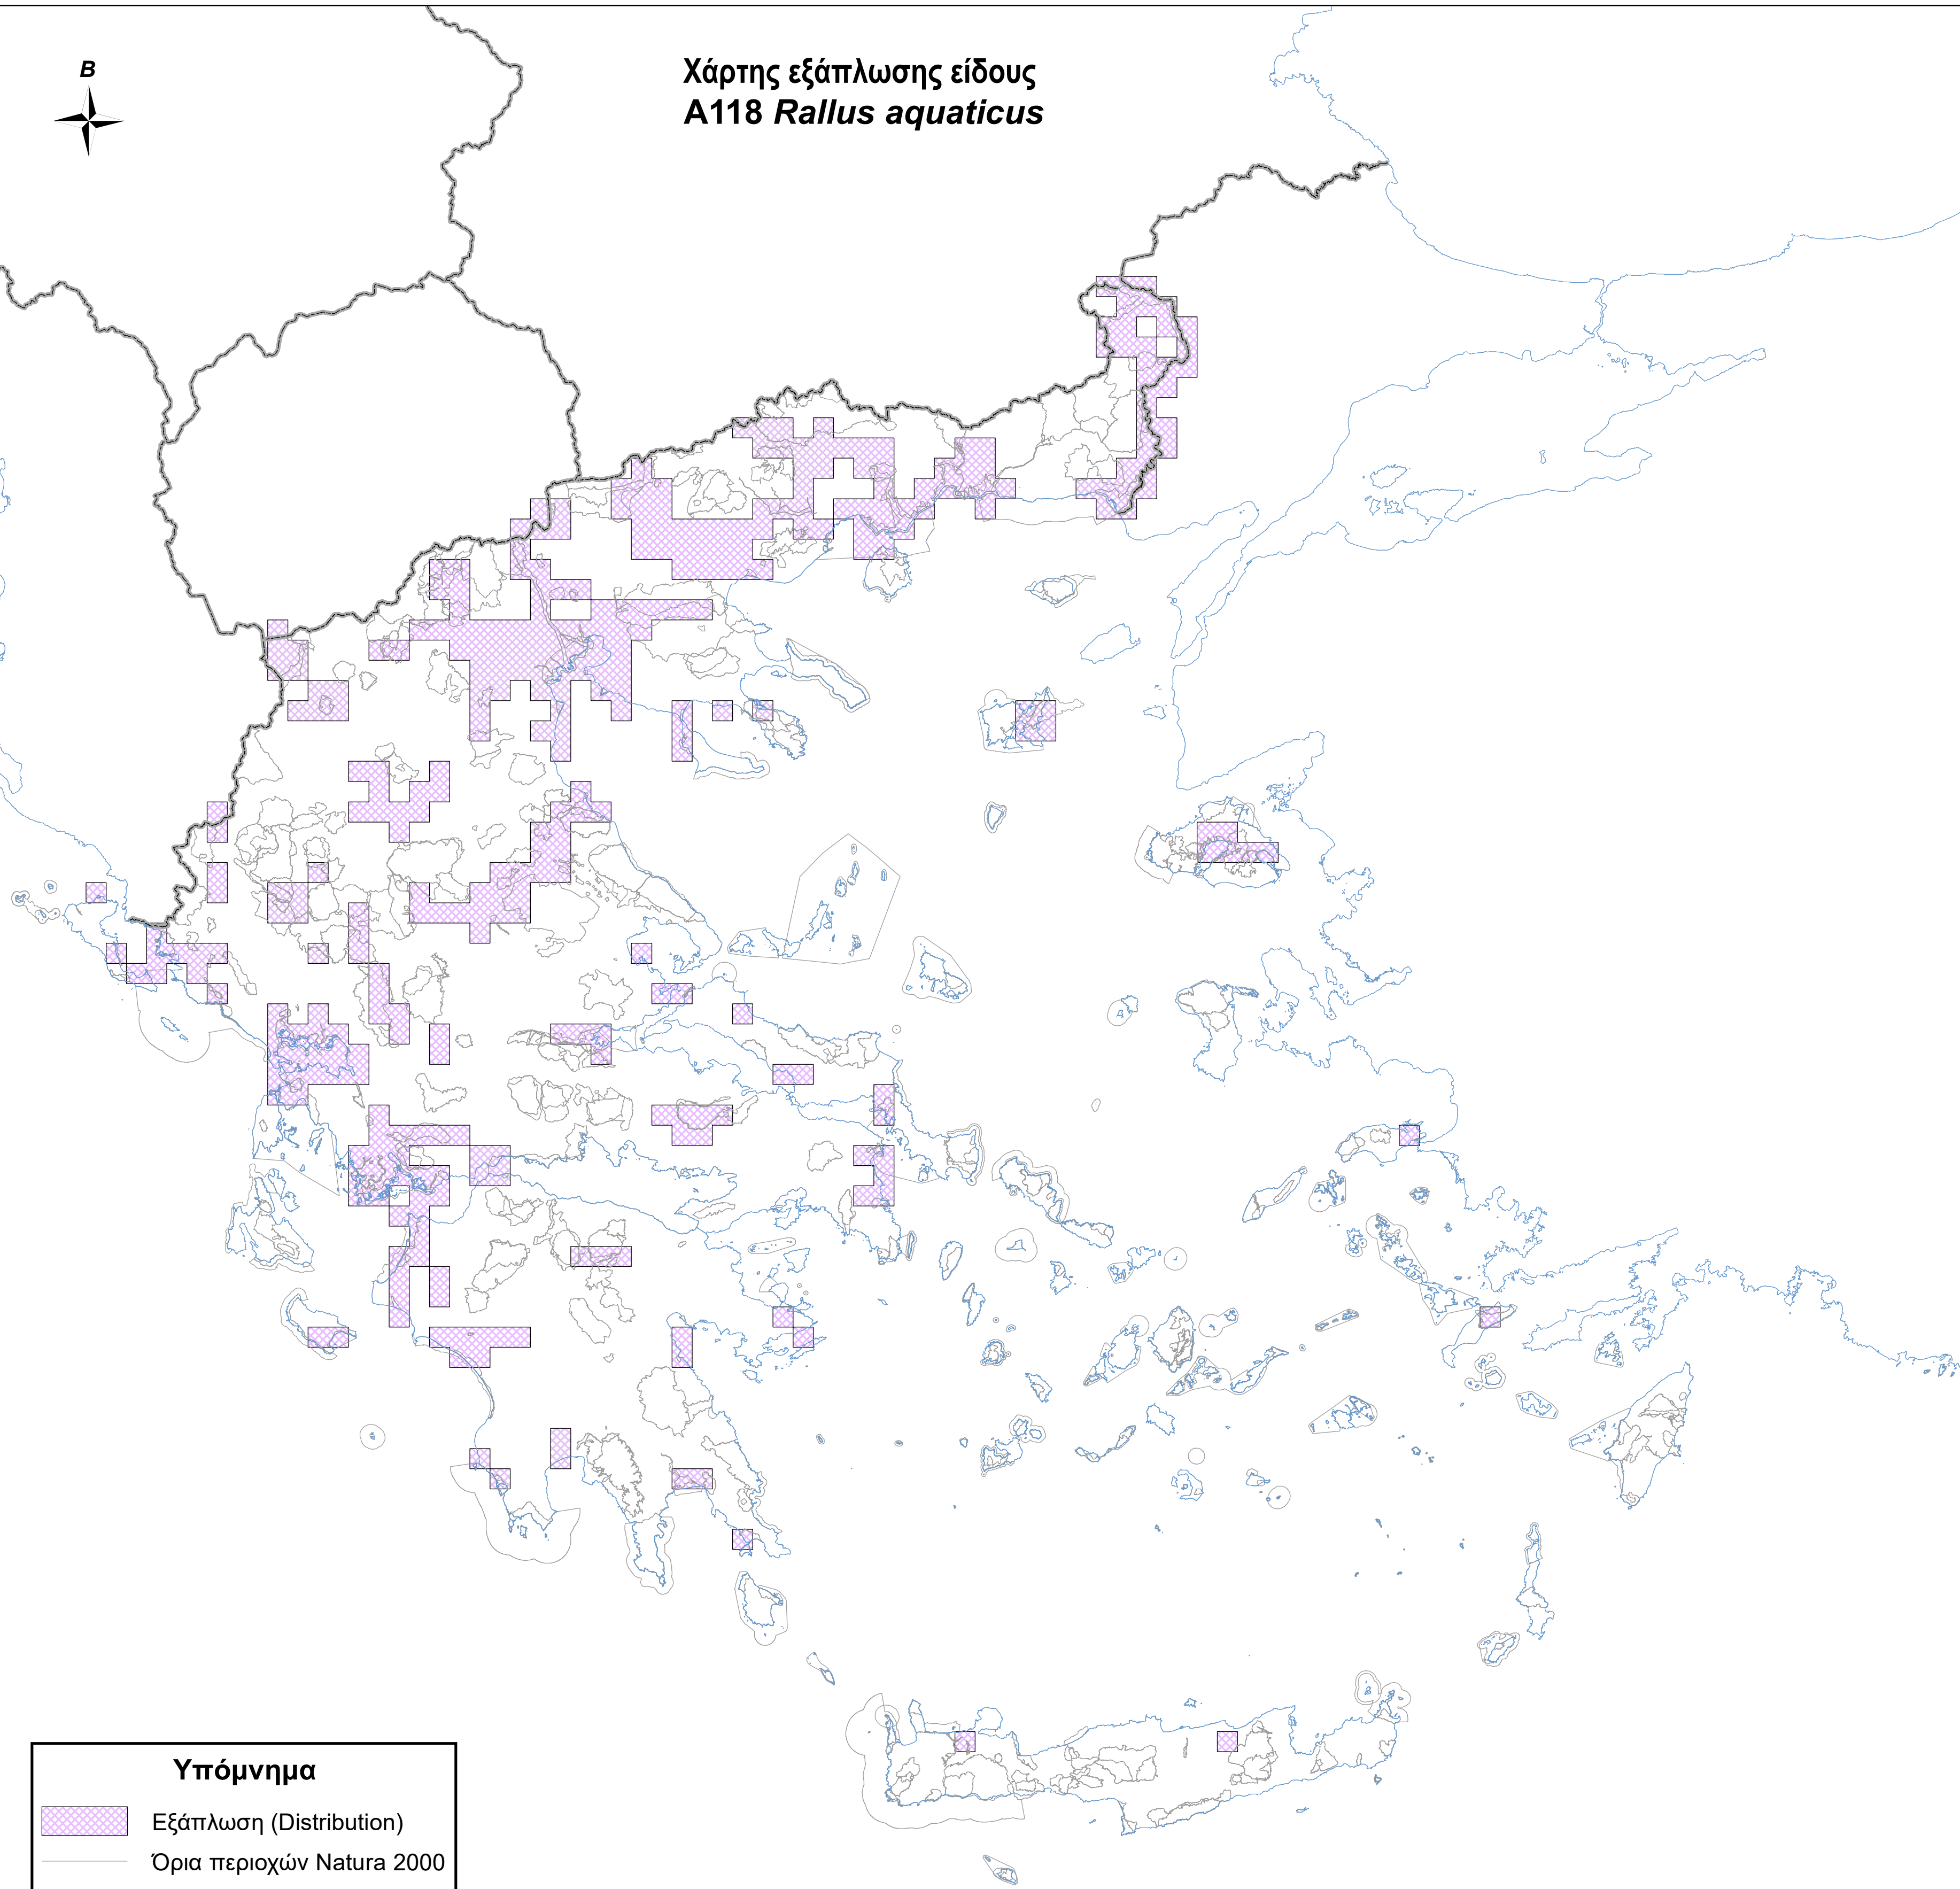 B
Χάρτης εξάπλωσης είδους
A118 Rallus aquaticus
Υπόμνημα
Εξάπλωση (Distribution)
Όρια περιοχών Natura 2000